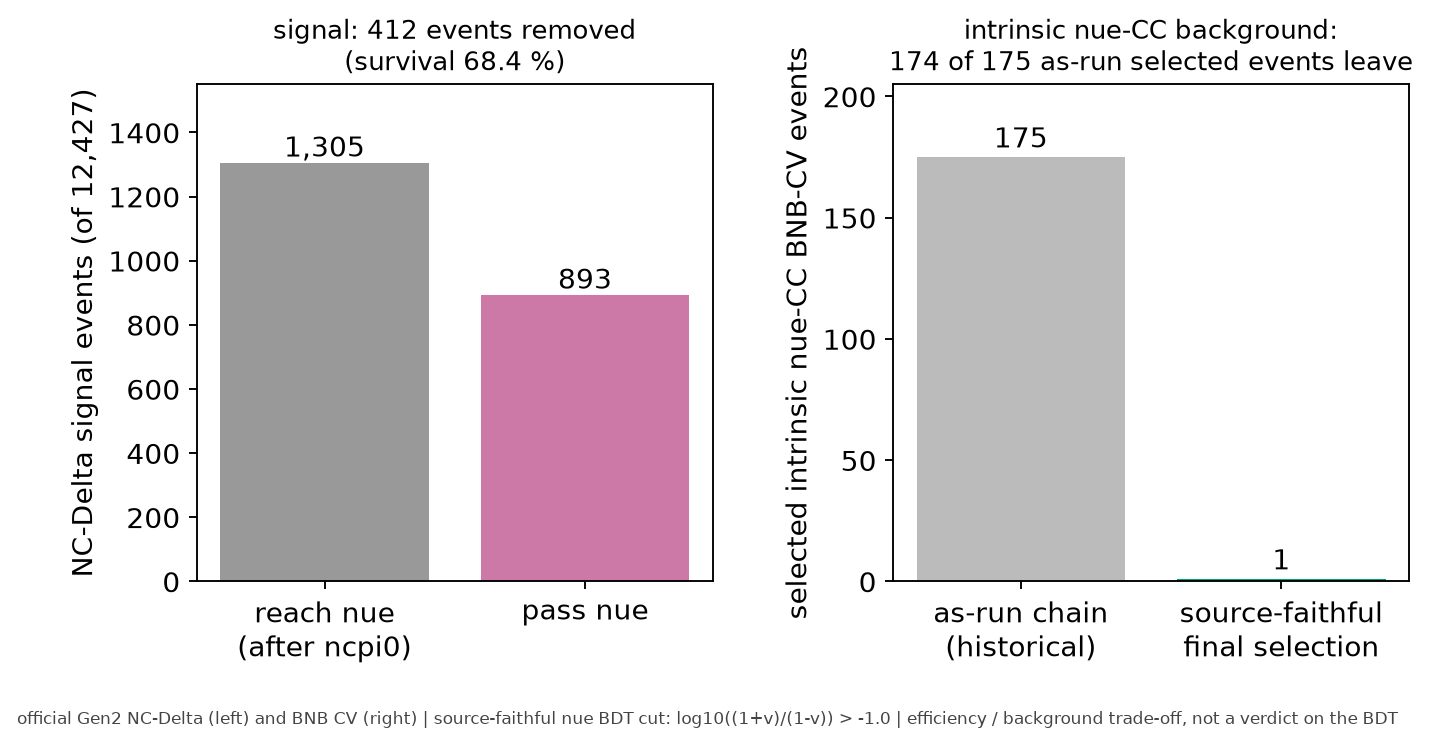 signal: 412 events removed
(survival 68.4 %)
NC-Delta signal events (of 12,427)
1400
1200
1000
800
600
400
200
0
1,305
893
reach nue
(after ncpi0)
pass nue
intrinsic nue-CC background:
174 of 175 as-run selected events leave
selected intrinsic nue-CC BNB-CV events
200
150
100
50
0
175
1
as-run chain
(historical)
source-faithful
final selection
official Gen2 NC-Delta (left) and BNB CV (right) | source-faithful nue BDT cut: log10((1+v)/(1-v)) > -1.0 | efficiency / background trade-off, not a verdict on the BDT